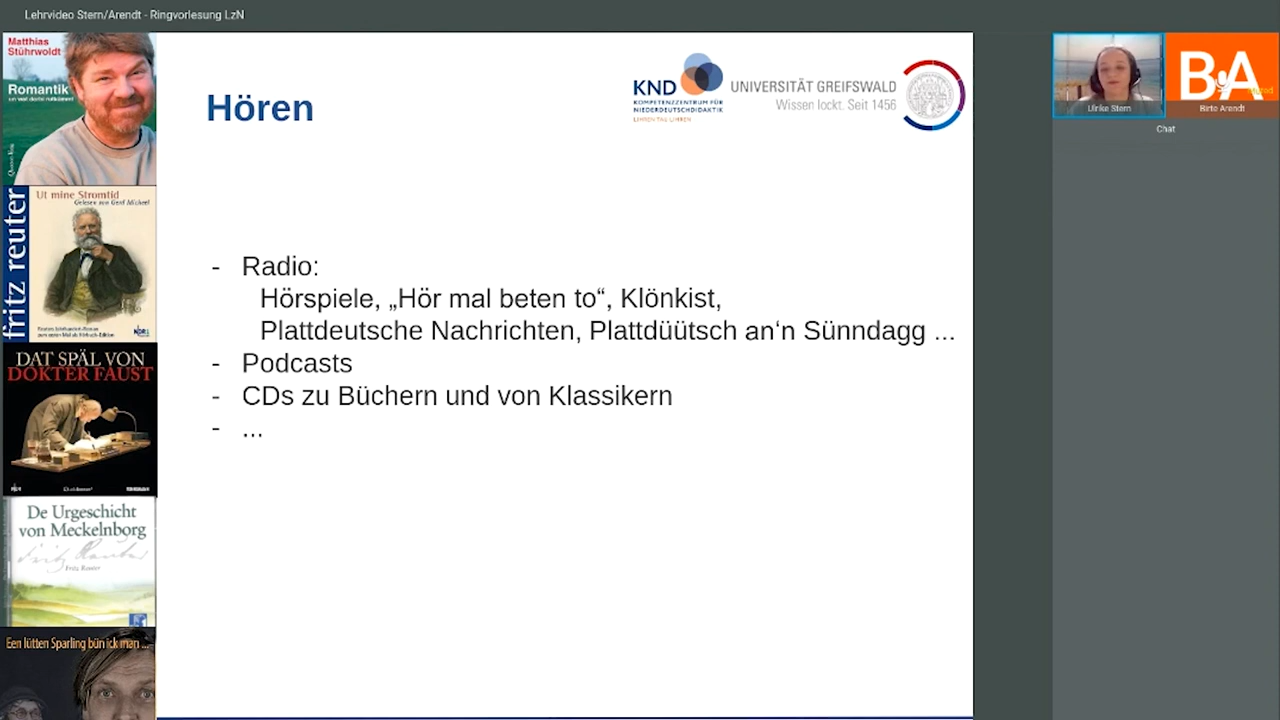 Lehrvideo Stern/Arendt - Ringvorlesung LzN
Matthias
Stührwoldt
Romantik
Hören
KND
KOMPETENZZENTRUM FÜR
NIEDERDEUTSCHDIDAKTIK
UNIVERSITÄT GREIFSWALD
Wissen lockt. Seit 1456
- Radio:
Hörspiele, „Hör mal beten to“, Klönkist,
Plattdeutsche Nachrichten, Plattdüütsch an‘n Sünndagg ...
- Podcasts
- CDs zu Büchern und von Klassikern
- ...
fritz reuter
Ut mine Stromtid
Gelesen von Gerd Micheel
DAT SPÄL VON
DOKTER FAUST
De Urgeschicht
von Meckelnborg
Fritz Reuter
Een lütten Sparling bün ick man ...
BA
Ulrike Stern
Birte Arendt
Chat